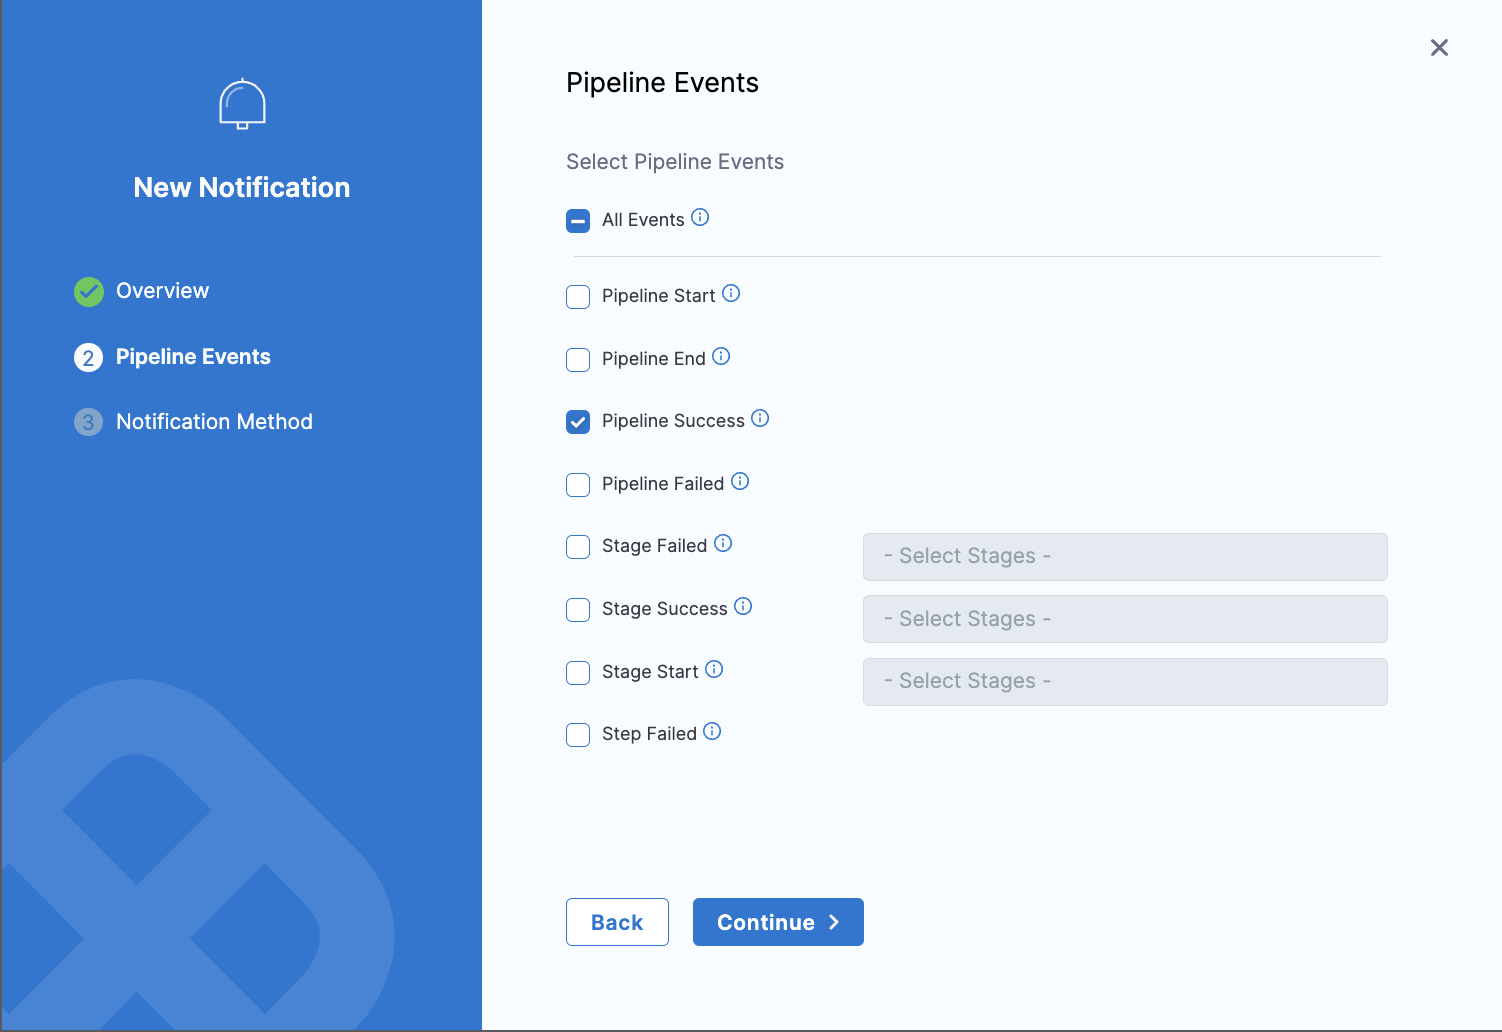 New Notification
Overview
2 Pipeline Events
3 Notification Method
Pipeline Events
Select Pipeline Events
All Events
Pipeline Start
Pipeline End
Pipeline Success
Pipeline Failed
Stage Failed - Select Stages -
Stage Success - Select Stages -
Stage Start - Select Stages -
Step Failed
Back Continue